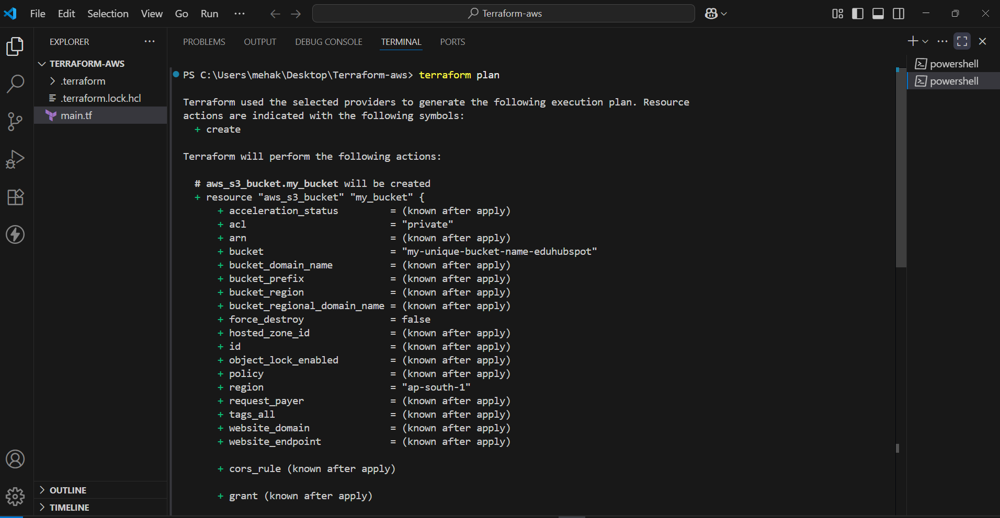 File Edit Selection View Go Run ···
Terraform-aws
EXPLORER ···
TERRAFORM-AWS
.terraform
.terraform.lock.hcl
main.tf
OUTLINE
TIMELINE
PROBLEMS OUTPUT DEBUG CONSOLE TERMINAL PORTS
PS C:\Users\mehak\Desktop\Terraform-aws> terraform plan
Terraform used the selected providers to generate the following execution plan. Resource
actions are indicated with the following symbols:
+ create
Terraform will perform the following actions:
# aws_s3_bucket.my_bucket will be created
+ resource "aws_s3_bucket" "my_bucket" {
+ acceleration_status = (known after apply)
+ acl = "private"
+ arn = (known after apply)
+ bucket = "my-unique-bucket-name-eduhubspot"
+ bucket_domain_name = (known after apply)
+ bucket_prefix = (known after apply)
+ bucket_region = (known after apply)
+ bucket_regional_domain_name = (known after apply)
+ force_destroy = false
+ hosted_zone_id = (known after apply)
+ id = (known after apply)
+ object_lock_enabled = (known after apply)
+ policy = (known after apply)
+ region = "ap-south-1"
+ request_payer = (known after apply)
+ tags_all = (known after apply)
+ website_domain = (known after apply)
+ website_endpoint = (known after apply)
+ cors_rule (known after apply)
+ grant (known after apply)
powershell
powershell